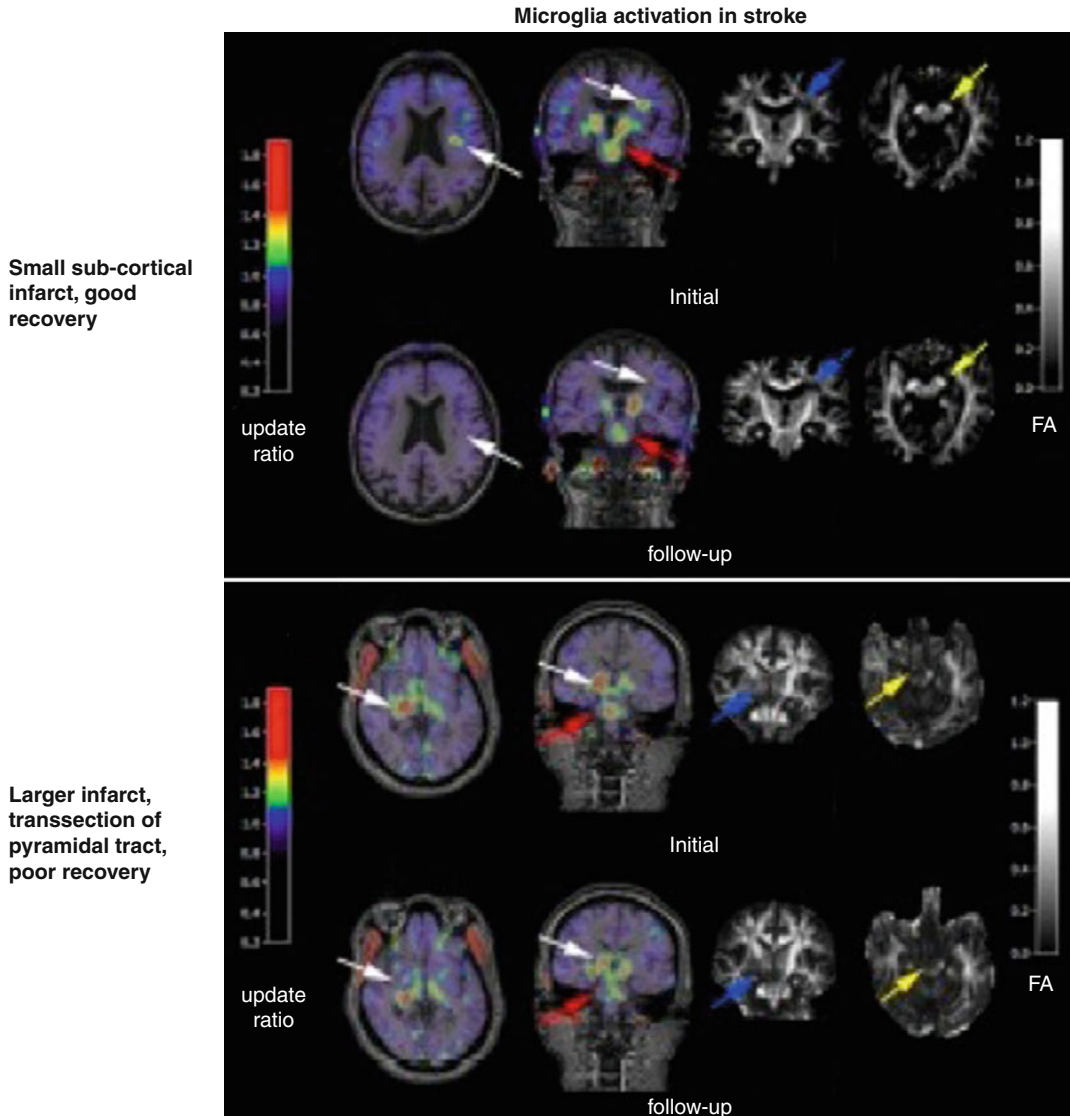 Microglia activation in stroke
Small sub-cortical
infarct, good
recovery
Initial
update
ratio
FA
follow-up
Larger infarct,
transsection of
pyramidal tract,
poor recovery
Initial
update
ratio
FA
follow-up